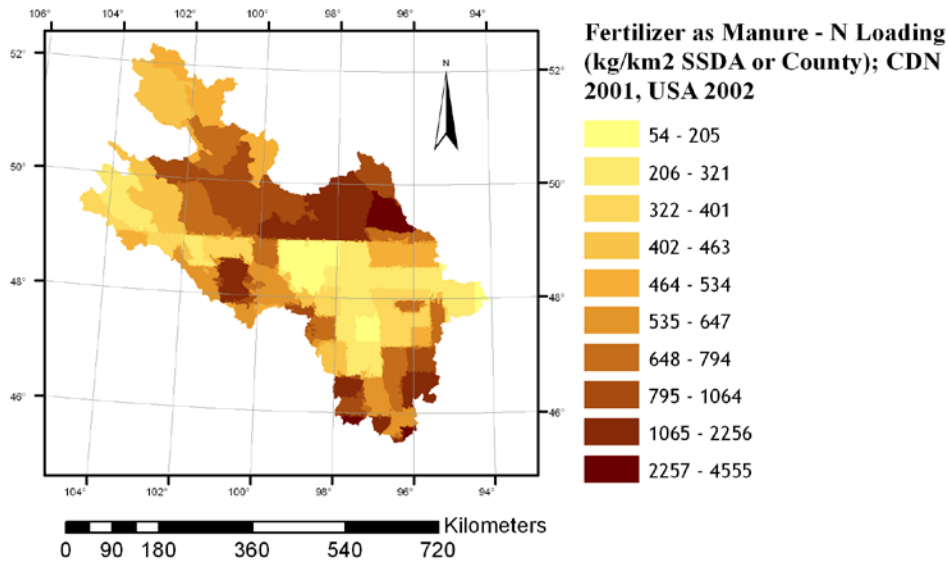 106° 104° 102° 100° 98° 96° 94°
52° 52°
50° 50°
48° 48°
46° 46°
104° 102° 100° 98° 96° 94°
N
Kilometers
0 90 180 360 540 720
Fertilizer as Manure - N Loading
(kg/km2 SSDA or County); CDN
2001, USA 2002
54 - 205
206 - 321
322 - 401
402 - 463
464 - 534
535 - 647
648 - 794
795 - 1064
1065 - 2256
2257 - 4555